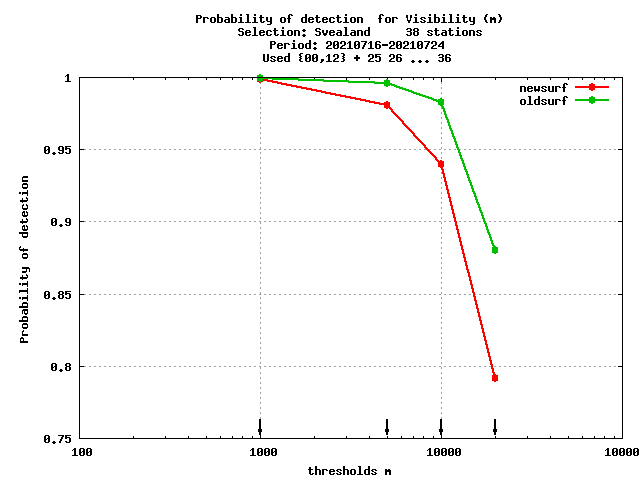 Probability of detection  for Visibility (m)
Selection: Svealand     38 stations
Period: 20210716-20210724
Used {00,12} + 25 26 ... 36
newsurf
oldsurf
Probability of detection
1
0.95
0.9
0.85
0.8
0.75
100
1000
10000
10000
thresholds m